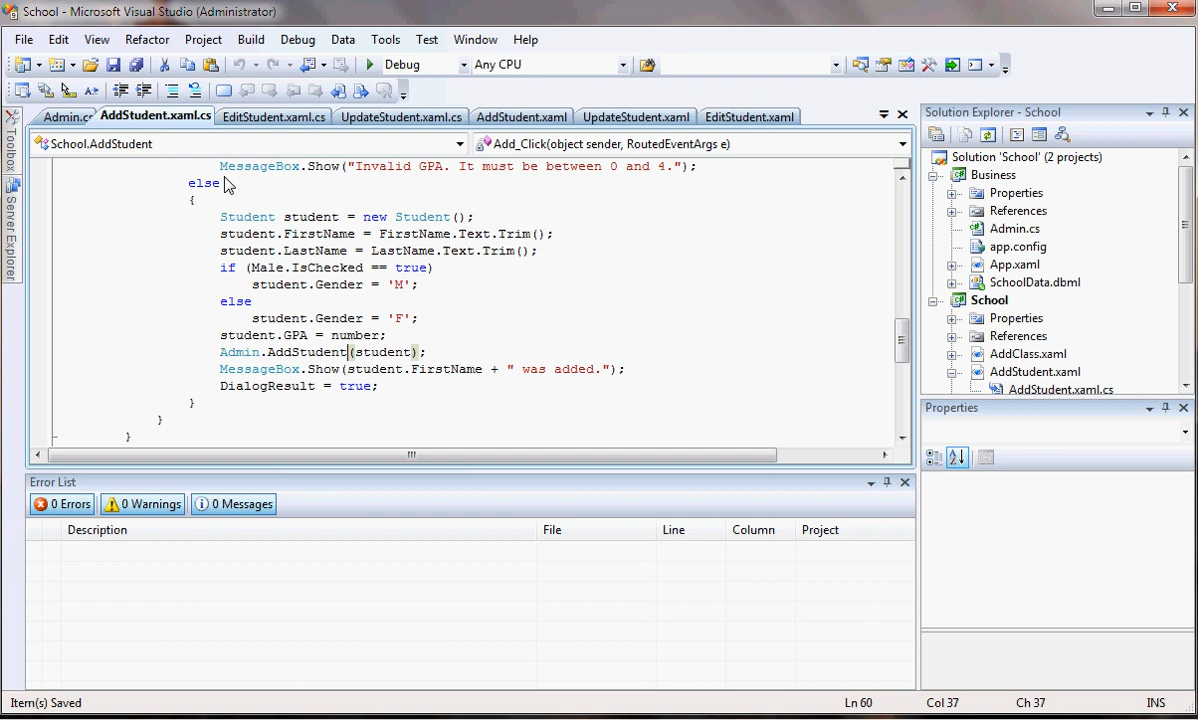 School - Microsoft Visual Studio (Administrator)
File Edit View Refactor Project Build Debug Data Tools Test Window Help
Debug Any CPU
Admin.cs AddStudent.xaml.cs EditStudent.xaml.cs UpdateStudent.xaml.cs AddStudent.xaml UpdateStudent.xaml EditStudent.xaml
School.AddStudent Add_Click(object sender, RoutedEventArgs e)
MessageBox.Show("Invalid GPA. It must be between 0 and 4.");
else
{
Student student = new Student();
student.FirstName = FirstName.Text.Trim();
student.LastName = LastName.Text.Trim();
if (Male.IsChecked == true)
student.Gender = 'M';
else
student.Gender = 'F';
student.GPA = number;
Admin.AddStudent(student);
MessageBox.Show(student.FirstName + " was added.");
DialogResult = true;
}
}
}
Toolbox
Server Explorer
Solution Explorer - School
Solution 'School' (2 projects)
Business
Properties
References
Admin.cs
app.config
App.xaml
SchoolData.dbml
School
Properties
References
AddClass.xaml
AddStudent.xaml
AddStudent.xaml.cs
Properties
Error List
0 Errors 0 Warnings 0 Messages
Description File Line Column Project
Item(s) Saved Ln 60 Col 37 Ch 37 INS